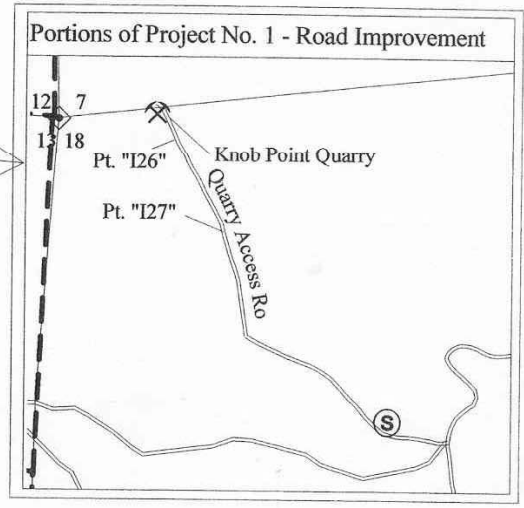 Portions of Project No. 1 - Road Improvement
12 7
13 18
Pt. "I26"
Knob Point Quarry
Pt. "I27"
Quarry Access Ro
S